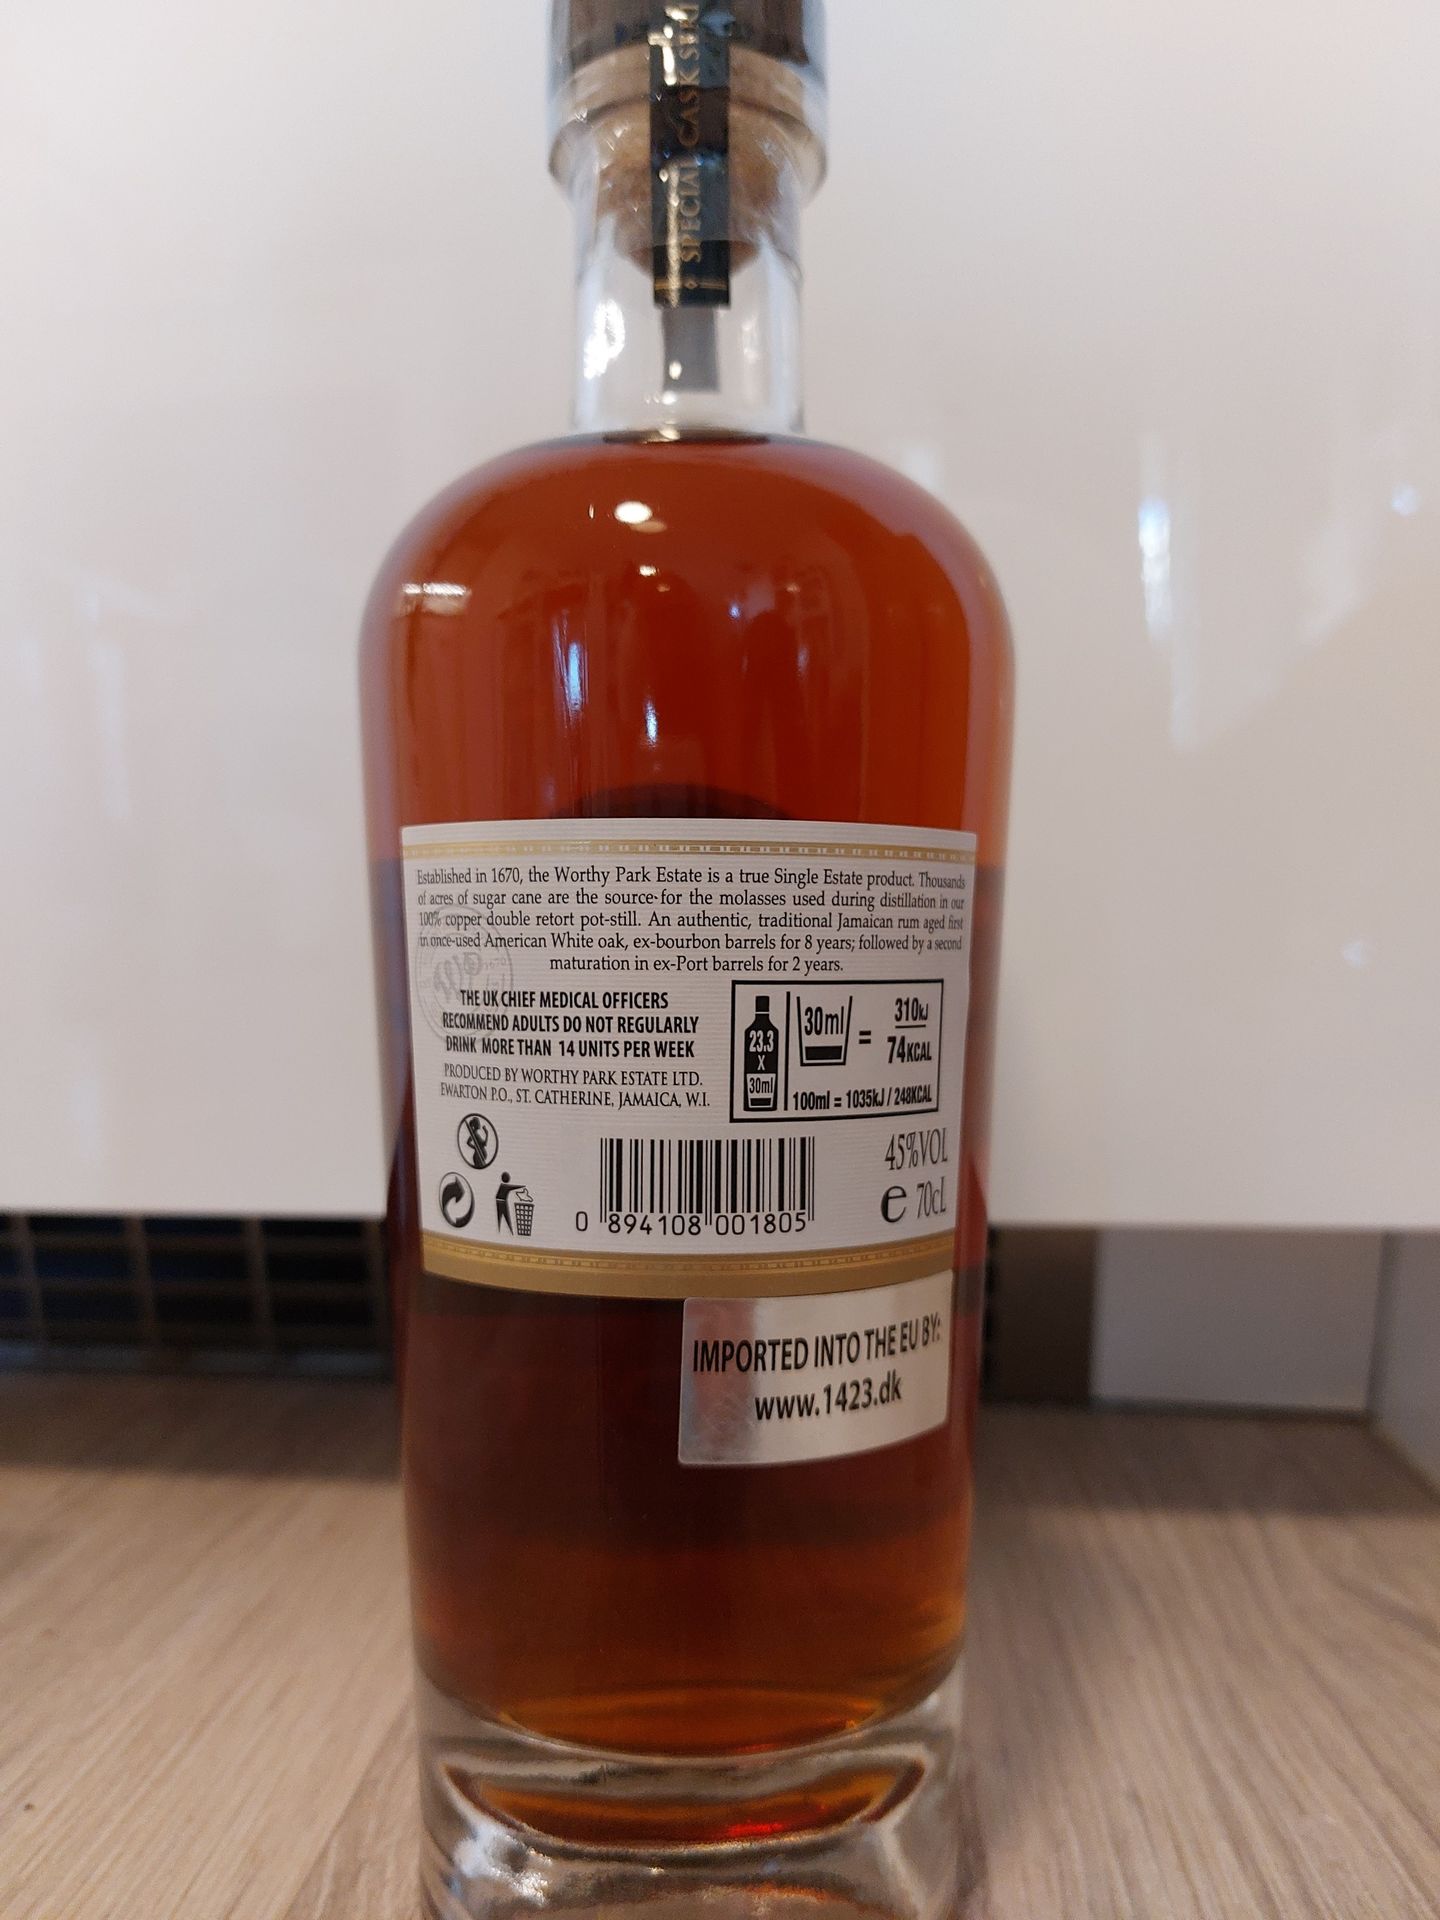 SPECIAL CASK SERI
Established in 1670, the Worthy Park Estate is a true Single Estate product. Thousands
of acres of sugar cane are the source for the molasses used during distillation in our
100% copper double retort pot-still. An authentic, traditional Jamaican rum aged first
in once-used American White oak, ex-bourbon barrels for 8 years; followed by a second
maturation in ex-Port barrels for 2 years.
THE UK CHIEF MEDICAL OFFICERS
RECOMMEND ADULTS DO NOT REGULARLY
DRINK MORE THAN 14 UNITS PER WEEK
PRODUCED BY WORTHY PARK ESTATE LTD.
EWARTON P.O., ST. CATHERINE, JAMAICA, W.I.
23.3
X
30ml
30ml
=
310kJ
74KCAL
100ml = 1035kJ / 248KCAL
0 894108 001805
45%VOL
e 70cL
IMPORTED INTO THE EU BY:
www.1423.dk